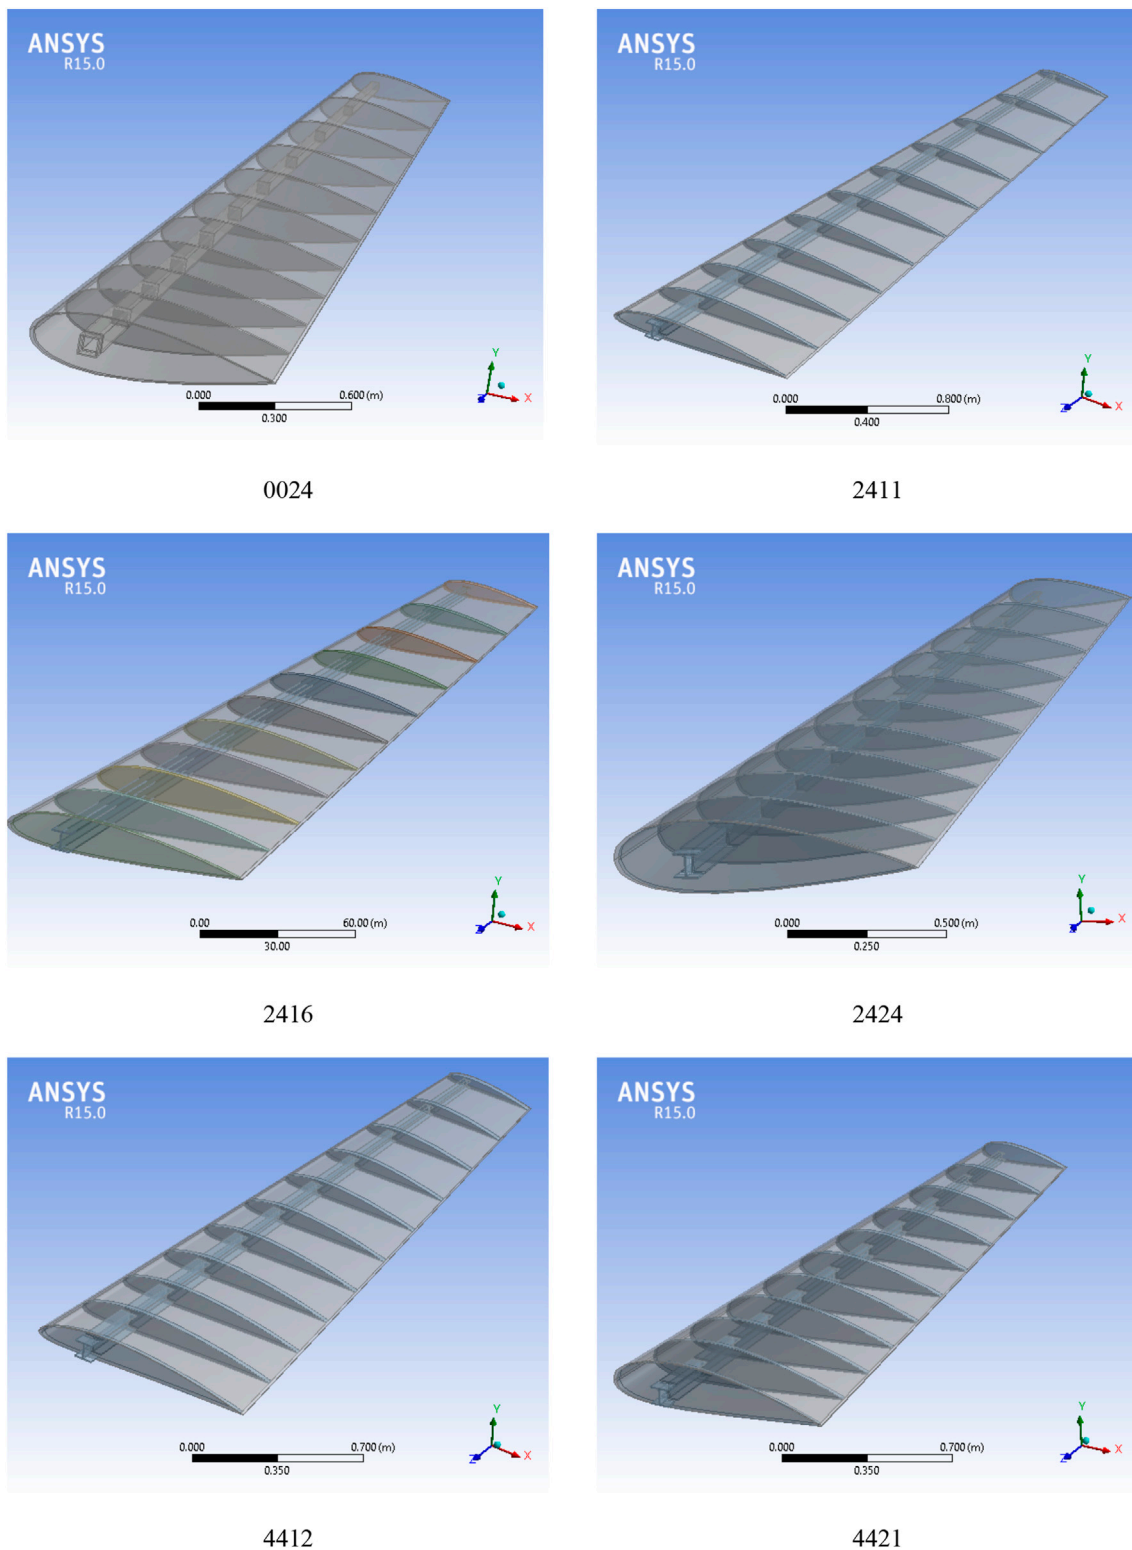 ANSYS
R15.0
Y
Z
X
0.000
0.600 (m)
0.300
0024
ANSYS
R15.0
Y
Z
X
0.000
0.800 (m)
0.400
2411
ANSYS
R15.0
Y
Z
X
0.00
60.00 (m)
30.00
2416
ANSYS
R15.0
Y
Z
X
0.000
0.500 (m)
0.250
2424
ANSYS
R15.0
Y
Z
X
0.000
0.700 (m)
0.350
4412
ANSYS
R15.0
Y
Z
X
0.000
0.700 (m)
0.350
4421